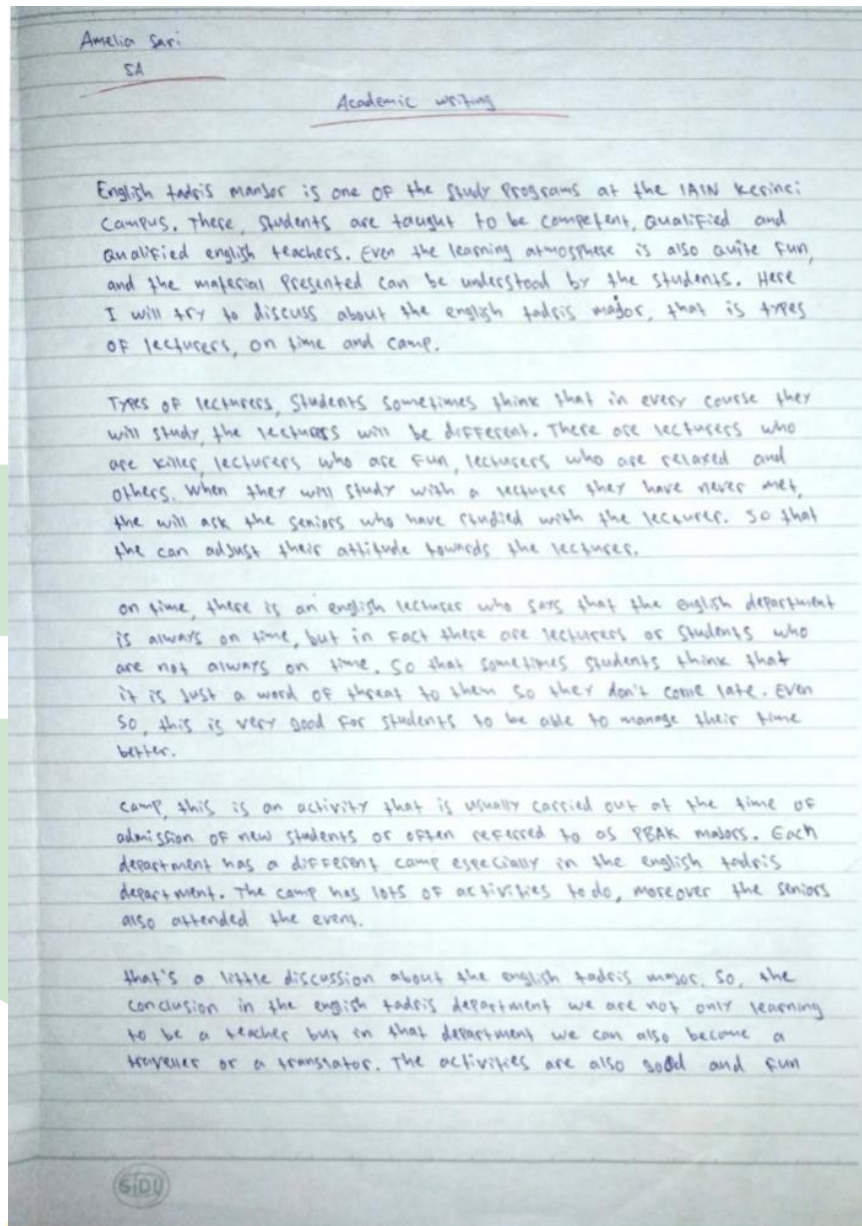 Amelia Sari
5A
Academic writing
English tadris manjor is one of the study programs at the IAIN kerinci
campus. There, students are taught to be competent, qualified and
qualified english teachers. Even the learning atmosphere is also quite fun,
and the material presented can be understood by the students. Here
I will try to discuss about the english tadris major, that is types
of lecturers, on time and camp.
Types of lecturers, students sometimes think that in every course they
will study, the lecturers will be different. There are lecturers who
are killer, lecturers who are fun, lecturers who are relaxed and
others. When they will study with a lecturer they have never met,
the will ask the seniors who have studied with the lecturer. So that
the can adjust their attitude towards the lecturer.
on time, there is an english lecturer who says that the english department
is always on time, but in fact there are lecturers or students who
are not always on time. So that sometimes students think that
it is just a word of threat to them so they don't come late. Even
so, this is very good for students to be able to manage their time
better.
camp, this is an activity that is usually carried out at the time of
admission of new students or often referred to as PBAK majors. Each
department has a different camp especially in the english tadris
department. The camp has lots of activities to do, moreover the seniors
also attended the event.
that's a little discussion about the english tadris major. So, the
conclusion in the engish tadris department we are not only learning
to be a teacher but in that department we can also become a
traveller or a translator. The activities are also good and fun
SIDU